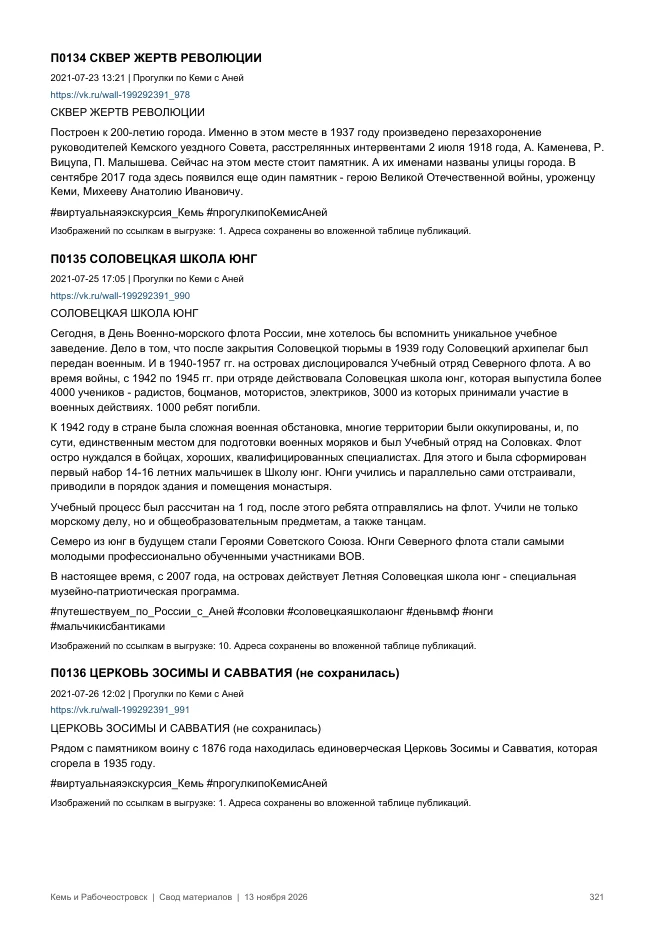 П0134 СКВЕР ЖЕРТВ РЕВОЛЮЦИИ
2021-07-23 13:21 | Прогулки по Кеми с Аней
https://vk.ru/wall-199292391_978
СКВЕР ЖЕРТВ РЕВОЛЮЦИИ
Построен к 200-летию города. Именно в этом месте в 1937 году произведено перезахоронение
руководителей Кемского уездного Совета, расстрелянных интервентами 2 июля 1918 года, А. Каменева, Р.
Вицупа, П. Малышева. Сейчас на этом месте стоит памятник. А их именами названы улицы города. В
сентябре 2017 года здесь появился еще один памятник - герою Великой Отечественной войны, уроженцу
Кеми, Михееву Анатолию Ивановичу.
#виртуальнаяэкскурсия_Кемь #прогулкипоКемисАней
Изображений по ссылкам в выгрузке: 1. Адреса сохранены во вложенной таблице публикаций.
П0135 СОЛОВЕЦКАЯ ШКОЛА ЮНГ
2021-07-25 17:05 | Прогулки по Кеми с Аней
https://vk.ru/wall-199292391_990
СОЛОВЕЦКАЯ ШКОЛА ЮНГ
Сегодня, в День Военно-морского флота России, мне хотелось бы вспомнить уникальное учебное
заведение. Дело в том, что после закрытия Соловецкой тюрьмы в 1939 году Соловецкий архипелаг был
передан военным. И в 1940-1957 гг. на островах дислоцировался Учебный отряд Северного флота. А во
время войны, с 1942 по 1945 гг. при отряде действовала Соловецкая школа юнг, которая выпустила более
4000 учеников - радистов, боцманов, мотористов, электриков, 3000 из которых принимали участие в
военных действиях. 1000 ребят погибли.
К 1942 году в стране была сложная военная обстановка, многие территории были оккупированы, и, по
сути, единственным местом для подготовки военных моряков и был Учебный отряд на Соловках. Флот
остро нуждался в бойцах, хороших, квалифицированных специалистах. Для этого и была сформирован
первый набор 14-16 летних мальчишек в Школу юнг. Юнги учились и параллельно сами отстраивали,
приводили в порядок здания и помещения монастыря.
Учебный процесс был рассчитан на 1 год, после этого ребята отправлялись на флот. Учили не только
морскому делу, но и общеобразовательным предметам, а также танцам.
Семеро из юнг в будущем стали Героями Советского Союза. Юнги Северного флота стали самыми
молодыми профессионально обученными участниками ВОВ.
В настоящее время, с 2007 года, на островах действует Летняя Соловецкая школа юнг - специальная
музейно-патриотическая программа.
#путешествуем_по_России_с_Аней #соловки #соловецкаяшколаюнг #деньвмф #юнги
#мальчикисбантиками
Изображений по ссылкам в выгрузке: 10. Адреса сохранены во вложенной таблице публикаций.
П0136 ЦЕРКОВЬ ЗОСИМЫ И САВВАТИЯ (не сохранилась)
2021-07-26 12:02 | Прогулки по Кеми с Аней
https://vk.ru/wall-199292391_991
ЦЕРКОВЬ ЗОСИМЫ И САВВАТИЯ (не сохранилась)
Рядом с памятником воину с 1876 года находилась единоверческая Церковь Зосимы и Савватия, которая
сгорела в 1935 году.
#виртуальнаяэкскурсия_Кемь #прогулкипоКемисАней
Изображений по ссылкам в выгрузке: 1. Адреса сохранены во вложенной таблице публикаций.
Кемь и Рабочеостровск | Свод материалов | 13 ноября 2026 321